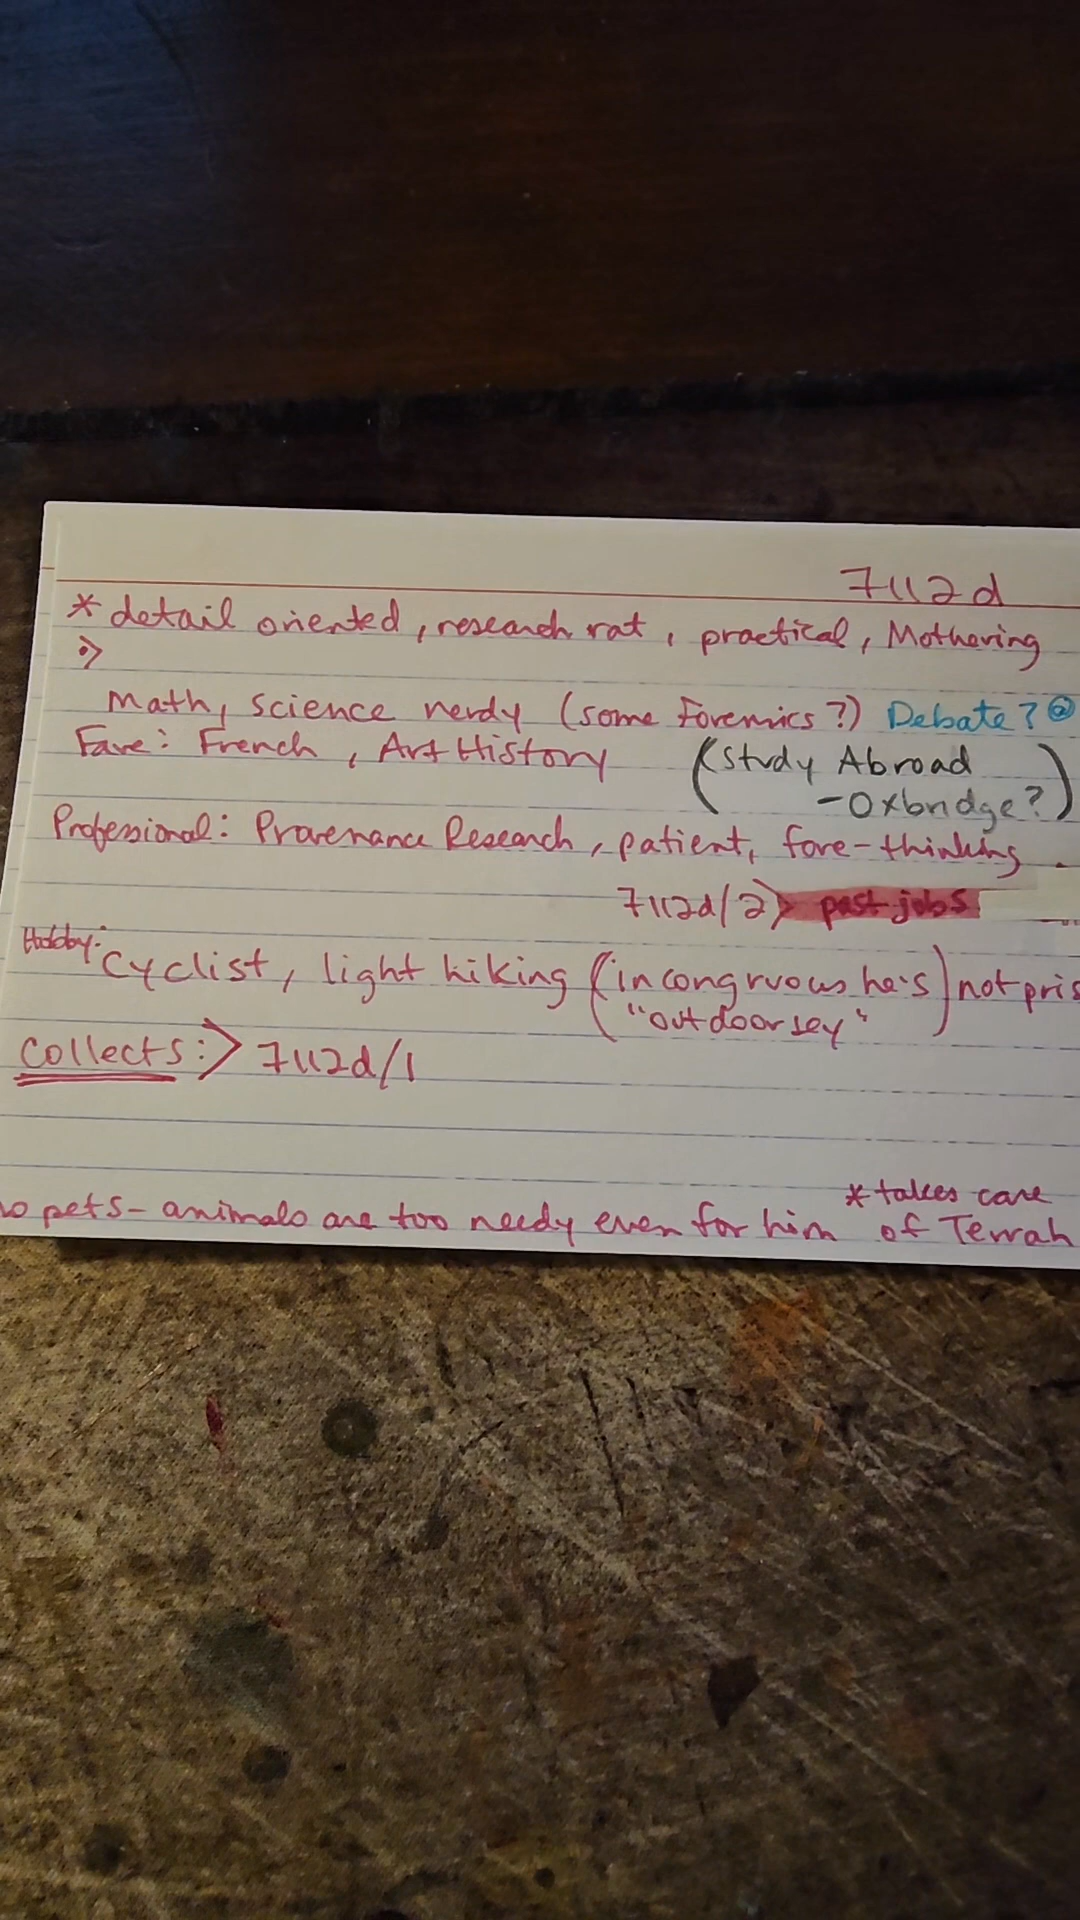 7112d
* detail oriented, research rat, practical, Mothering
Math, Science nerdy (some Forensics?) Debate?
Fave: French, Art History (Study Abroad
-Oxbridge?)
Professional: Provenance Research, patient, fore-thinking
7112d/2> past jobs
Hobby: Cyclist, light hiking (incongruous he's) not
"outdoorsey"
Collects:> 7112d/1
* takes care
pets - animals are too needy even for him of Terrah